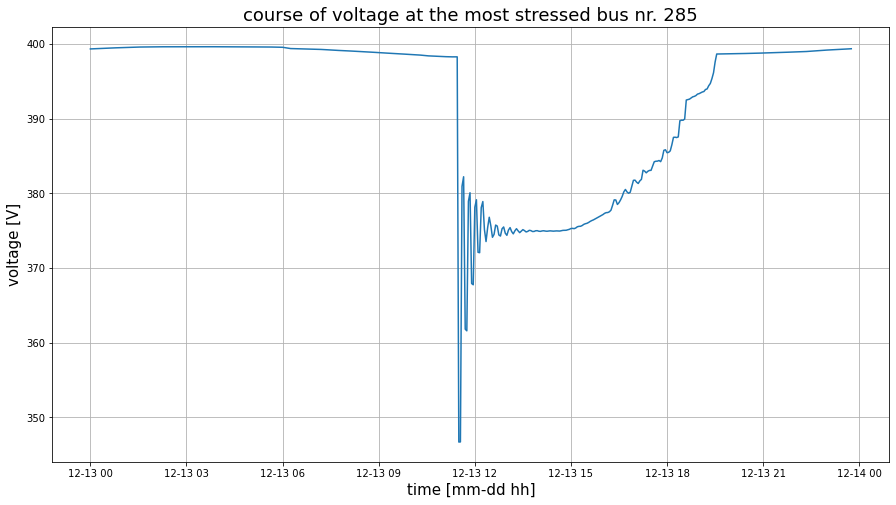 course of voltage at the most stressed bus nr. 285
voltage [V]
400
390
380
370
360
350
12-13 00 12-13 03 12-13 06 12-13 09 12-13 12 12-13 15 12-13 18 12-13 21 12-14 00
time [mm-dd hh]